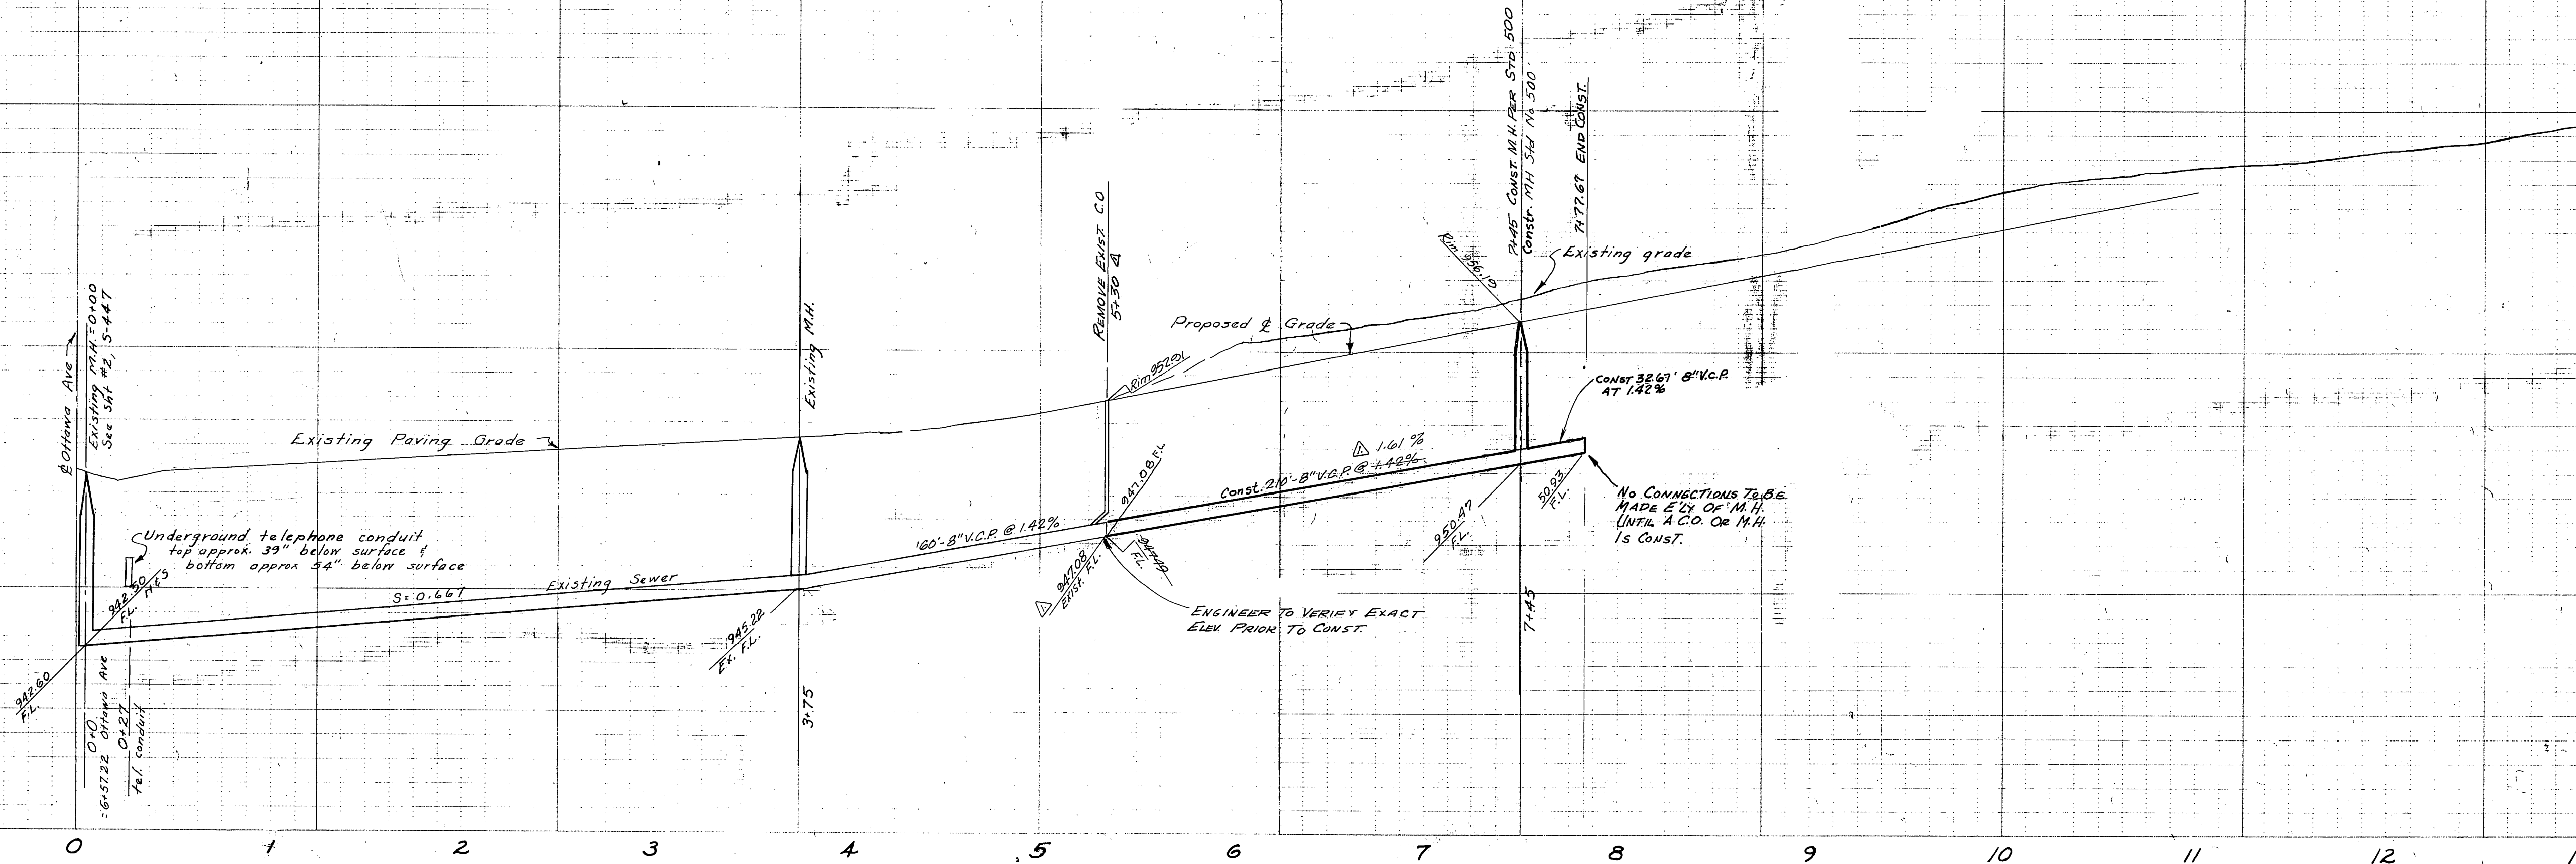 ℄ Ottawa Ave
Existing M.H. = 0+00
See Sht #2, S-447
Existing Paving Grade
Underground telephone conduit
top approx. 39" below surface &
bottom approx 54" below surface
942.50
F.L. N & S
942.60
F.L.
0+0
= 6+57.22 Ottawa Ave
0+27
tel. conduit
S= 0.667
Existing Sewer
Existing M.H.
945.22
Ex. F.L.
3+75
160'-8" V.C.P. @ 1.42%
REMOVE EXIST. C.O
5+30
Rim 952.91
947.08 F.L
947.08
EXIST. F.L.
947.49
F.L.
ENGINEER TO VERIFY EXACT
ELEV. PRIOR TO CONST.
Proposed ℄ Grade
1 1.61 %
Const. 210'-8" V.C.P. @ 1.42%
Rim 956.16
7+45 CONST. M.H. PER STD 500
Constr. MH Std No 500
7+77.67 END CONST.
Existing grade
CONST 32.67' 8" V.C.P.
AT 1.42%
950.47
F.L.
50.93
F.L.
NO CONNECTIONS TO BE
MADE E'LY OF M.H.
UNTIL A C.O. OR M.H.
IS CONST.
7+45
0 1 2 3 4 5 6 7 8 9 10 11 12